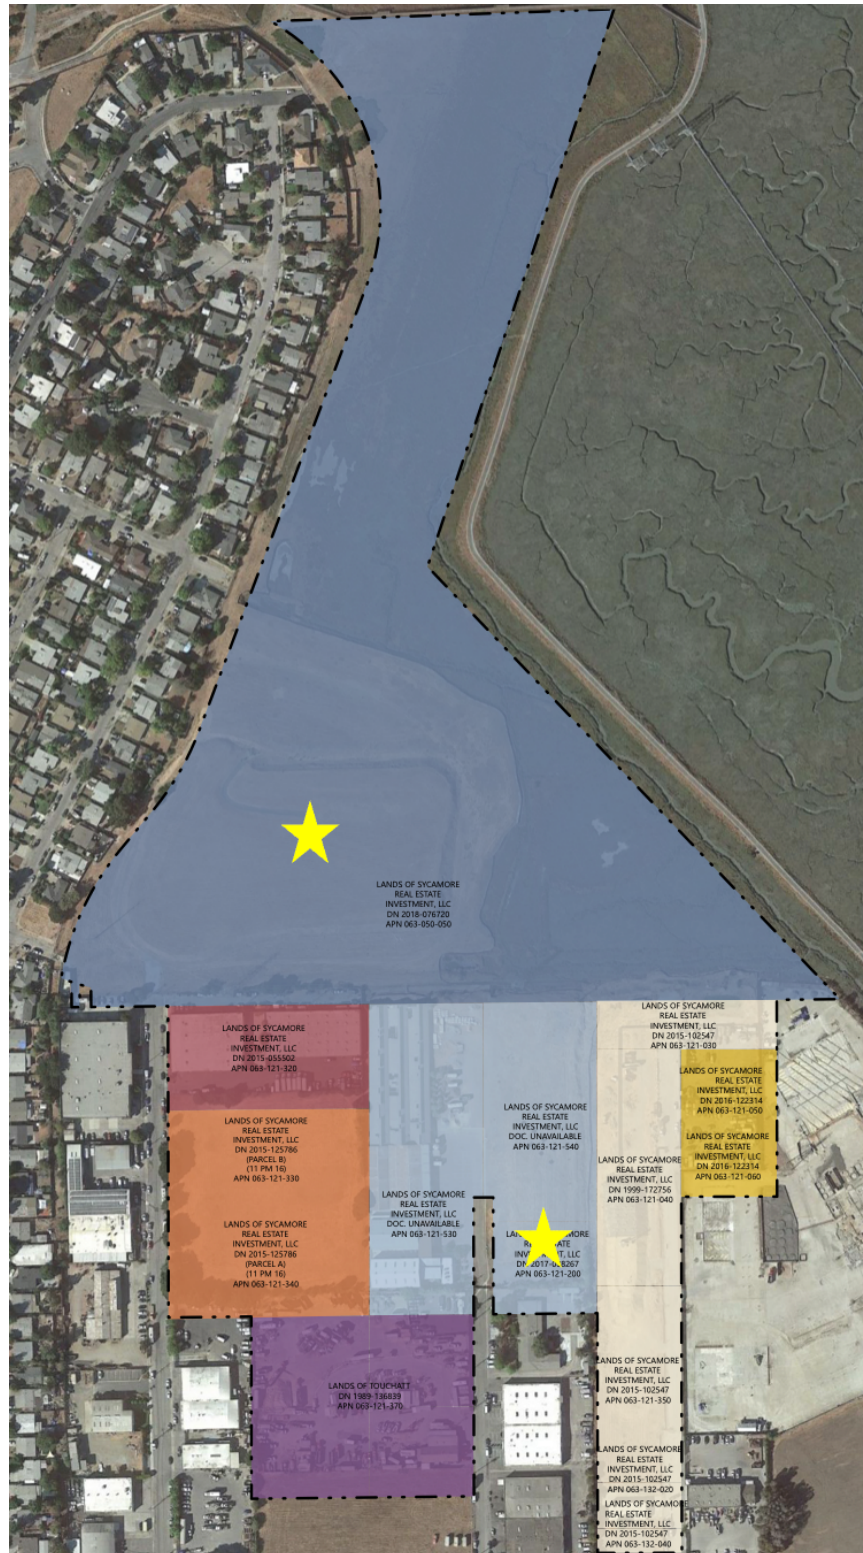 LANDS OF SYCAMORE
REAL ESTATE
INVESTMENT, LLC
DN 2018-076720
APN 063-050-050
LANDS OF SYCAMORE
REAL ESTATE
INVESTMENT, LLC
DN 2015-055502
APN 063-121-320
LANDS OF SYCAMORE
REAL ESTATE
INVESTMENT, LLC
DN 2015-102547
APN 063-121-030
LANDS OF SYCAMORE
REAL ESTATE
INVESTMENT, LLC
DN 2016-122314
APN 063-121-050
LANDS OF SYCAMORE
REAL ESTATE
INVESTMENT, LLC
DOC. UNAVAILABLE
APN 063-121-540
LANDS OF SYCAMORE
REAL ESTATE
INVESTMENT, LLC
DN 2015-125786
(PARCEL B)
(11 PM 16)
APN 063-121-330
LANDS OF SYCAMORE
REAL ESTATE
INVESTMENT, LLC
DN 2016-122314
APN 063-121-060
LANDS OF SYCAMORE
REAL ESTATE
INVESTMENT, LLC
DN 1999-172756
APN 063-121-040
LANDS OF SYCAMORE
REAL ESTATE
INVESTMENT, LLC
DOC. UNAVAILABLE
APN 063-121-530
LANDS OF SYCAMORE
REAL ESTATE
INVESTMENT, LLC
DN 2015-125786
(PARCEL A)
(11 PM 16)
APN 063-121-340
REAL
LLC
APN 063-121-200
LANDS OF TOUCHATT
DN 1989-136839
APN 063-121-370
LANDS OF SYCAMORE
REAL ESTATE
INVESTMENT, LLC
DN 2015-102547
APN 063-121-350
LANDS OF SYCAMORE
REAL ESTATE
INVESTMENT, LLC
DN 2015-102547
APN 063-132-020
LANDS OF SYCAMORE
REAL ESTATE
INVESTMENT, LLC
DN 2015-102547
APN 063-132-040